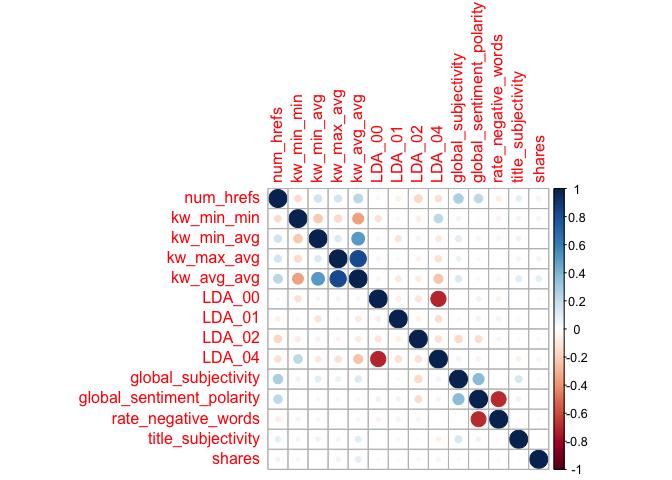 num_hrefs
kw_min_min
kw_min_avg
kw_max_avg
kw_avg_avg
LDA_00
LDA_01
LDA_02
LDA_04
global_subjectivity
global_sentiment_polarity
rate_negative_words
title_subjectivity
shares
num_hrefs
kw_min_min
kw_min_avg
kw_max_avg
kw_avg_avg
LDA_00
LDA_01
LDA_02
LDA_04
global_subjectivity
global_sentiment_polarity
rate_negative_words
title_subjectivity
shares
1
0.8
0.6
0.4
0.2
0
-0.2
-0.4
-0.6
-0.8
-1